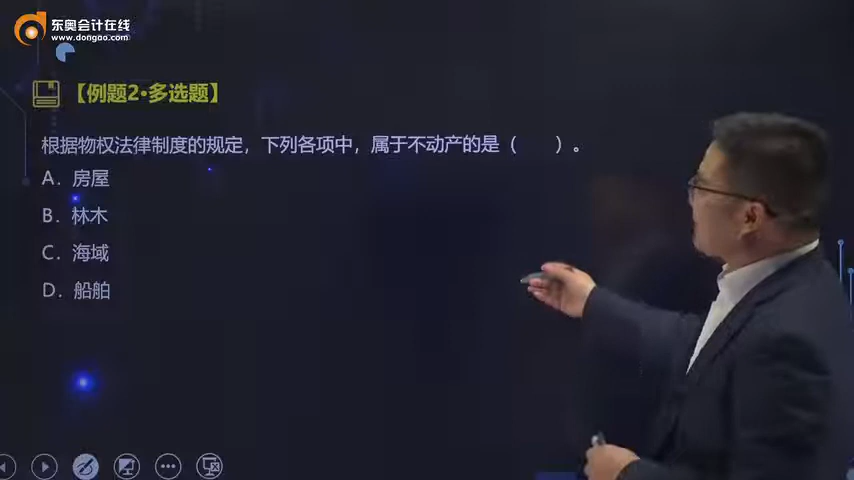 东奥会计在线
www.dongao.com
【例题2•多选题】
根据物权法律制度的规定，下列各项中，属于不动产的是（　　）。
A. 房屋
B. 林木
C. 海域
D. 船舶